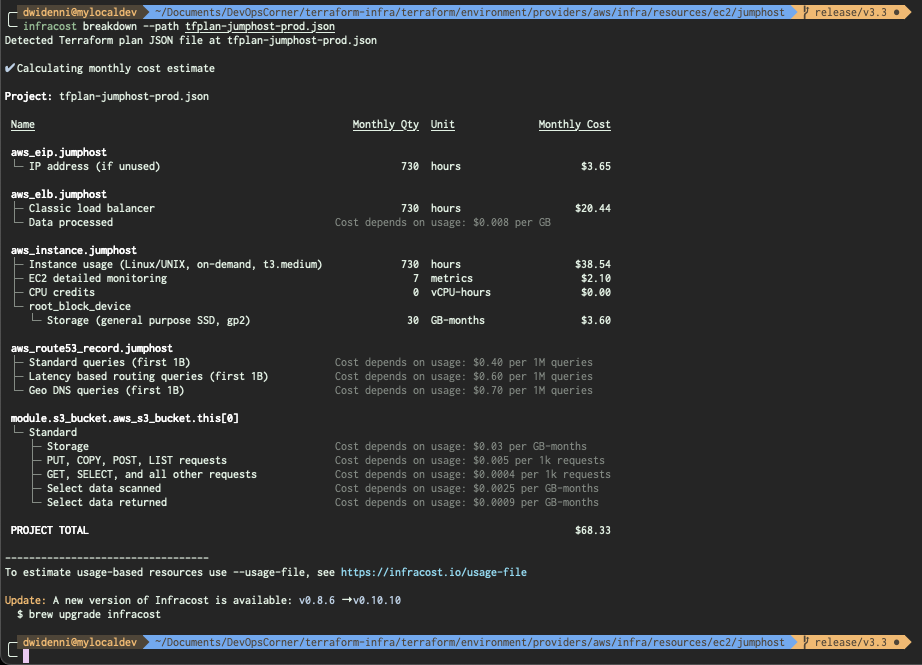 dwidenni@mylocaldev ~/Documents/DevOpsCorner/terraform-infra/terraform/environment/providers/aws/infra/resources/ec2/jumphost release/v3.3 ●
infracost breakdown --path tfplan-jumphost-prod.json
Detected Terraform plan JSON file at tfplan-jumphost-prod.json
✔Calculating monthly cost estimate
Project: tfplan-jumphost-prod.json
Name Monthly Qty Unit Monthly Cost
aws_eip.jumphost
└─ IP address (if unused) 730 hours $3.65
aws_elb.jumphost
├─ Classic load balancer 730 hours $20.44
└─ Data processed Cost depends on usage: $0.008 per GB
aws_instance.jumphost
├─ Instance usage (Linux/UNIX, on-demand, t3.medium) 730 hours $38.54
├─ EC2 detailed monitoring 7 metrics $2.10
├─ CPU credits 0 vCPU-hours $0.00
└─ root_block_device
└─ Storage (general purpose SSD, gp2) 30 GB-months $3.60
aws_route53_record.jumphost
├─ Standard queries (first 1B) Cost depends on usage: $0.40 per 1M queries
├─ Latency based routing queries (first 1B) Cost depends on usage: $0.60 per 1M queries
└─ Geo DNS queries (first 1B) Cost depends on usage: $0.70 per 1M queries
module.s3_bucket.aws_s3_bucket.this[0]
└─ Standard
├─ Storage Cost depends on usage: $0.03 per GB-months
├─ PUT, COPY, POST, LIST requests Cost depends on usage: $0.005 per 1k requests
├─ GET, SELECT, and all other requests Cost depends on usage: $0.0004 per 1k requests
├─ Select data scanned Cost depends on usage: $0.0025 per GB-months
└─ Select data returned Cost depends on usage: $0.0009 per GB-months
PROJECT TOTAL $68.33
----------------------------------
To estimate usage-based resources use --usage-file, see https://infracost.io/usage-file
Update: A new version of Infracost is available: v0.8.6 →v0.10.10
$ brew upgrade infracost
dwidenni@mylocaldev ~/Documents/DevOpsCorner/terraform-infra/terraform/environment/providers/aws/infra/resources/ec2/jumphost release/v3.3 ●